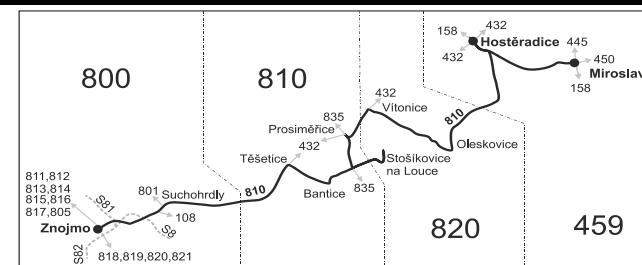 432
158
Hostěradice
432
445
450
Miroslav
158
800
810
432
835
Vítonice
810
Prosiměřice
432
Oleskovice
Těšetice
Stošíkovice
na Louce
811,812
813,814
815,816
817,805
801
Suchohrdly
810
Bantice
835
S81
108
S8
Znojmo
S82
818,819,820,821
820
459